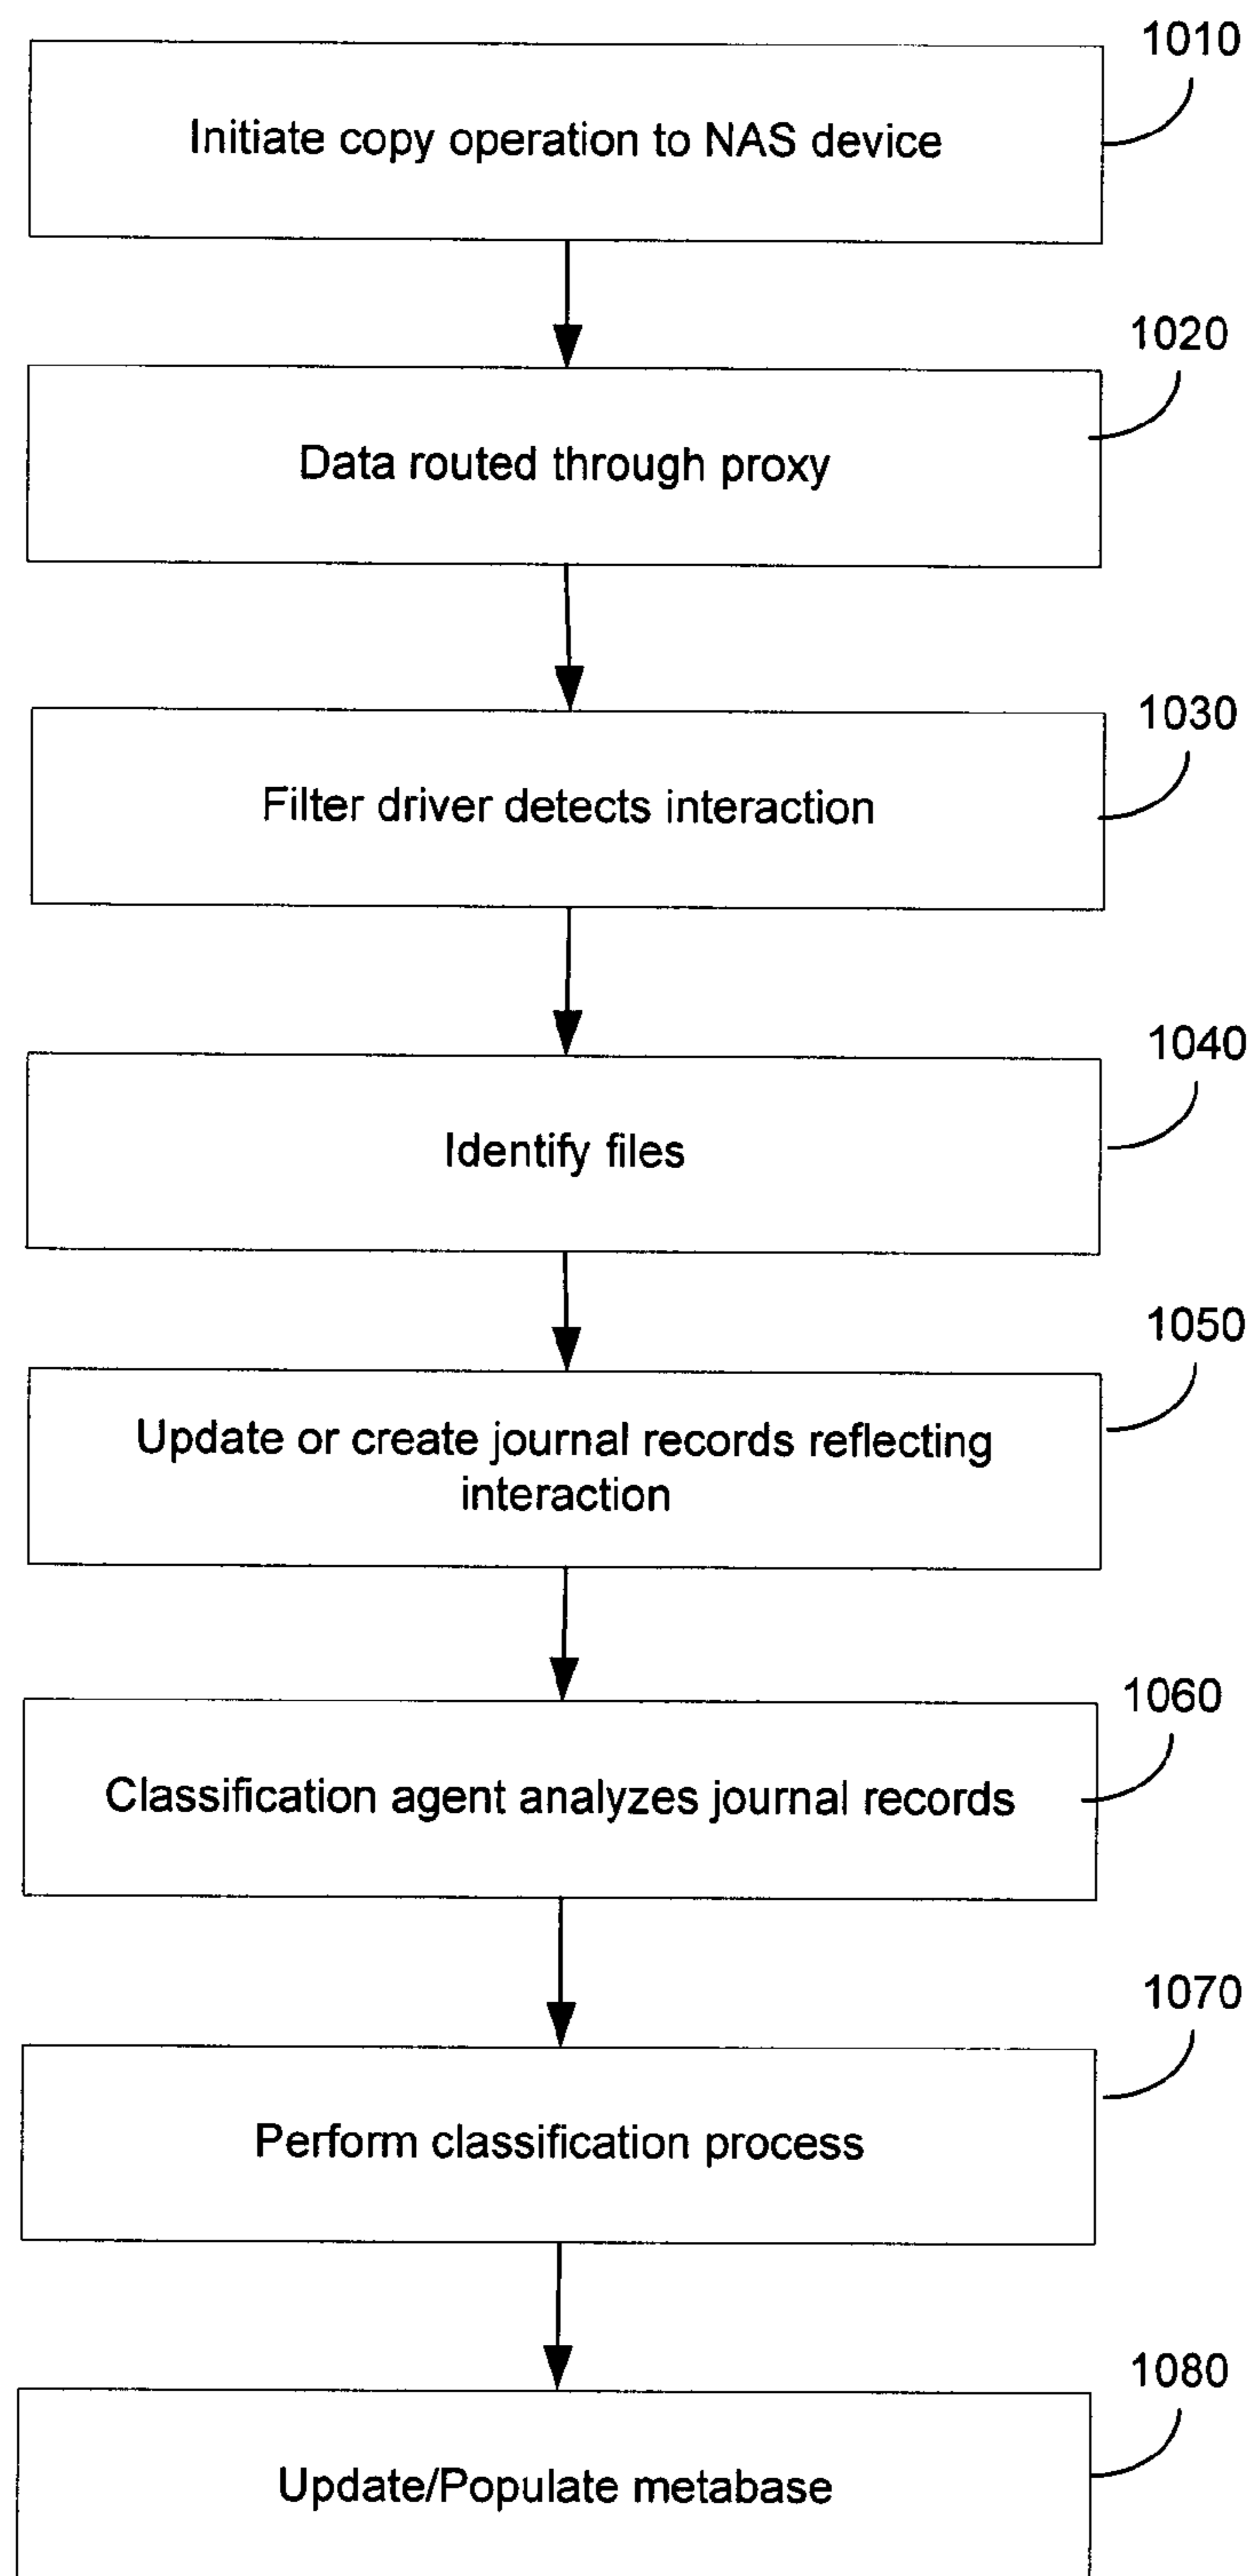 1010
Initiate copy operation to NAS device
1020
Data routed through proxy
1030
Filter driver detects interaction
1040
Identify files
1050
Update or create journal records reflecting
interaction
1060
Classification agent analyzes journal records
1070
Perform classification process
1080
Update/Populate metabase